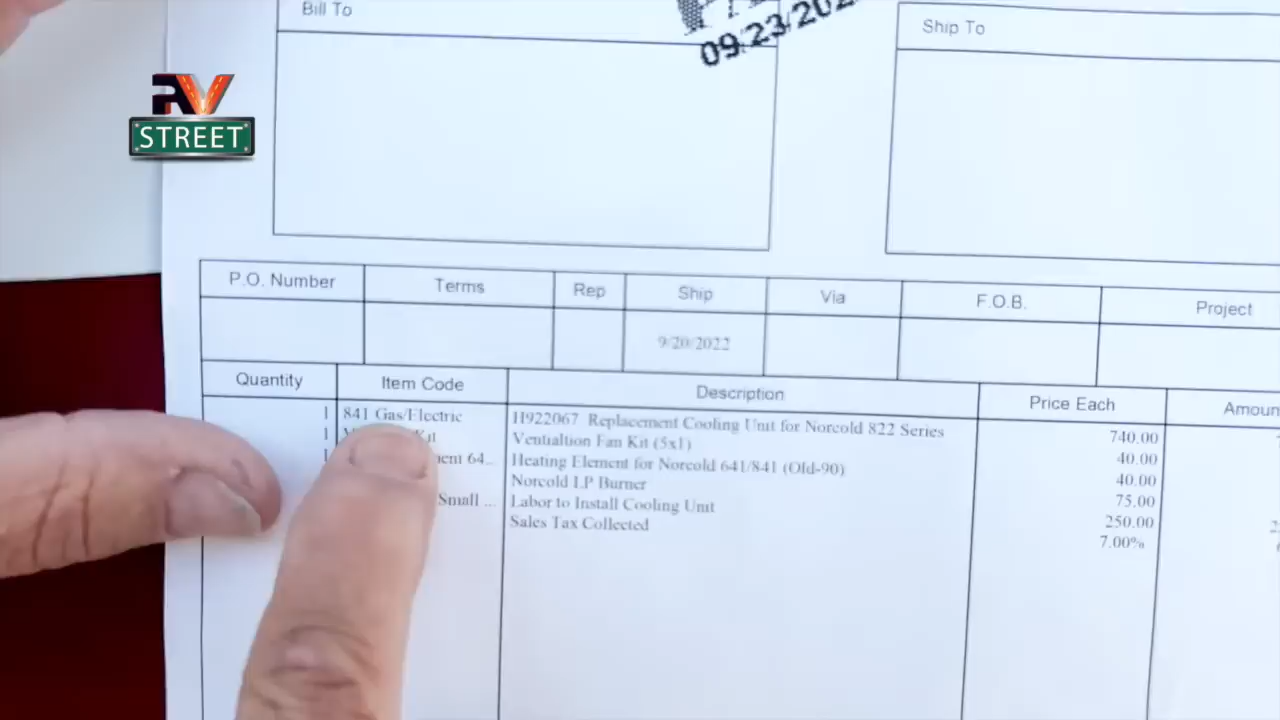 Bill To
09/23/202
Ship To
RV
STREET
P.O. Number Terms Rep Ship Via F.O.B. Project
9/20/2022
Quantity Item Code Description Price Each Amoun
1 841 Gas/Electric H922067 Replacement Cooling Unit for Norcold 822 Series 740.00
1 Kit Ventialtion Fan Kit (5x1) 40.00
1 ment 64... Heating Element for Norcold 641/841 (Old-90) 40.00
Norcold LP Burner 75.00
Small ... Labor to Install Cooling Unit 250.00
Sales Tax Collected 7.00%